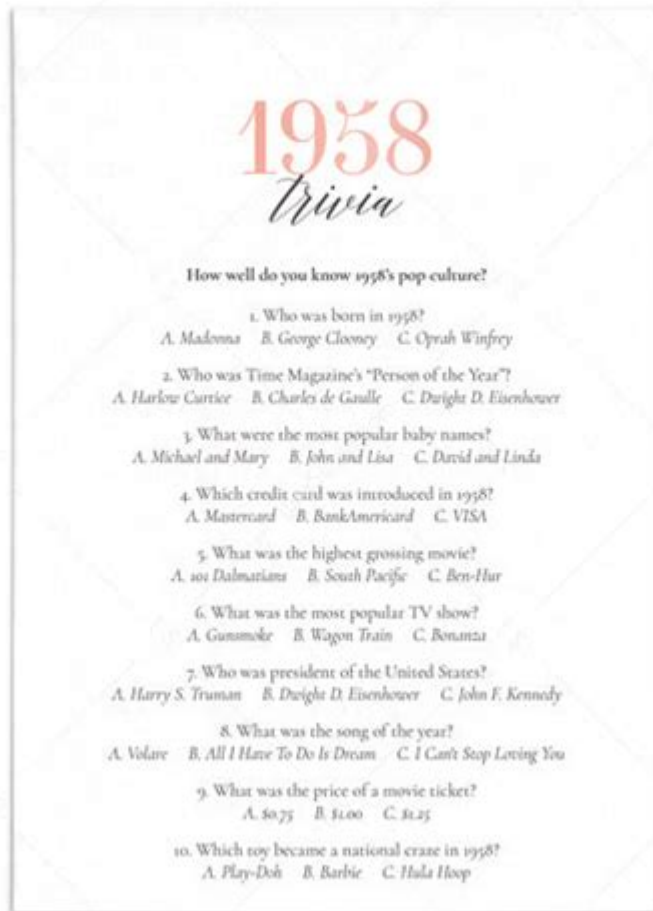 1958
trivia
How well do you know 1958's pop culture?
1. Who was born in 1958?
A. Madonna B. George Clooney C. Oprah Winfrey
2. Who was Time Magazine's "Person of the Year"?
A. Harlow Curtice B. Charles de Gaulle C. Dwight D. Eisenhower
3. What were the most popular baby names?
A. Michael and Mary B. John and Lisa C. David and Linda
4. Which credit card was introduced in 1958?
A. Mastercard B. BankAmericard C. VISA
5. What was the highest grossing movie?
A. 101 Dalmatians B. South Pacific C. Ben-Hur
6. What was the most popular TV show?
A. Gunsmoke B. Wagon Train C. Bonanza
7. Who was president of the United States?
A. Harry S. Truman B. Dwight D. Eisenhower C. John F. Kennedy
8. What was the song of the year?
A. Volare B. All I Have To Do Is Dream C. I Can't Stop Loving You
9. What was the price of a movie ticket?
A. $0.75 B. $1.00 C. $1.25
10. Which toy became a national craze in 1958?
A. Play-Doh B. Barbie C. Hula Hoop